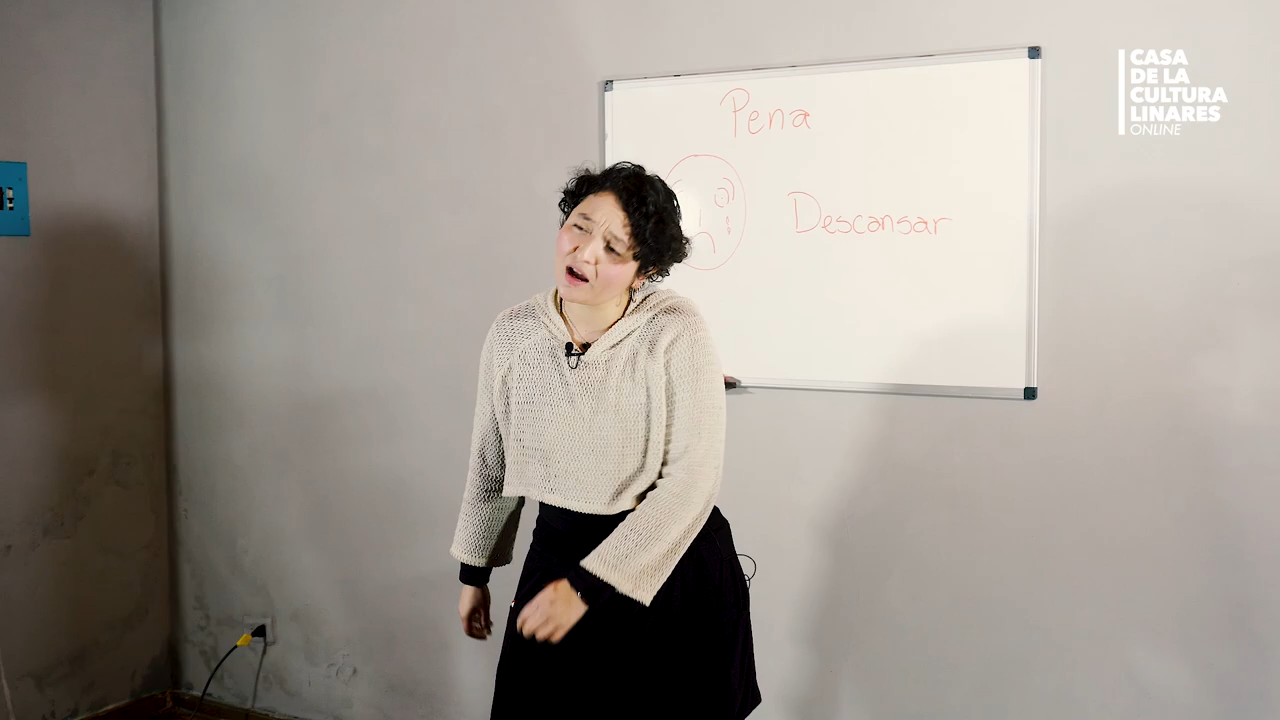 Pena
Descansar
CASA
DE LA
CULTURA
LINARES
ONLINE